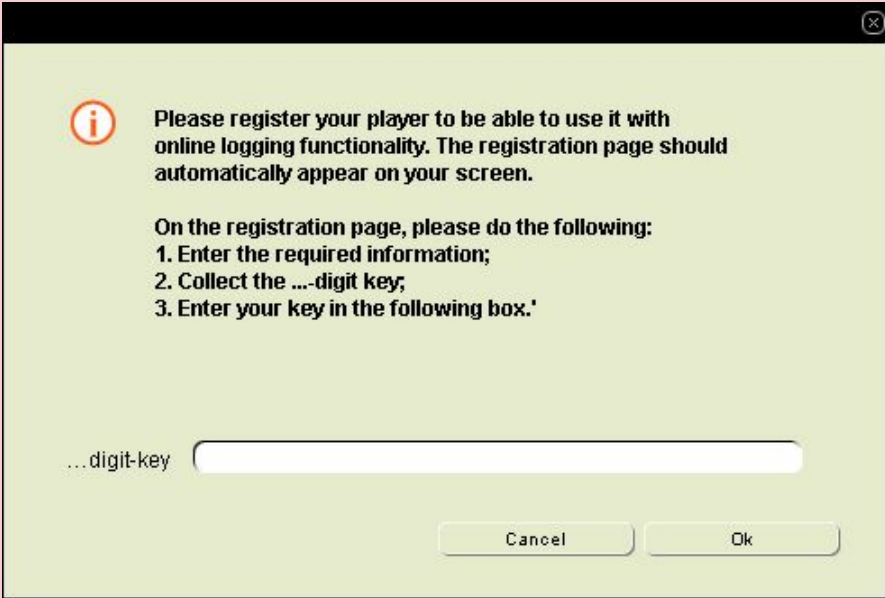 Please register your player to be able to use it with
online logging functionality. The registration page should
automatically appear on your screen.
On the registration page, please do the following:
1. Enter the required information;
2. Collect the ...-digit key;
3. Enter your key in the following box.'
...digit-key
Cancel
Ok